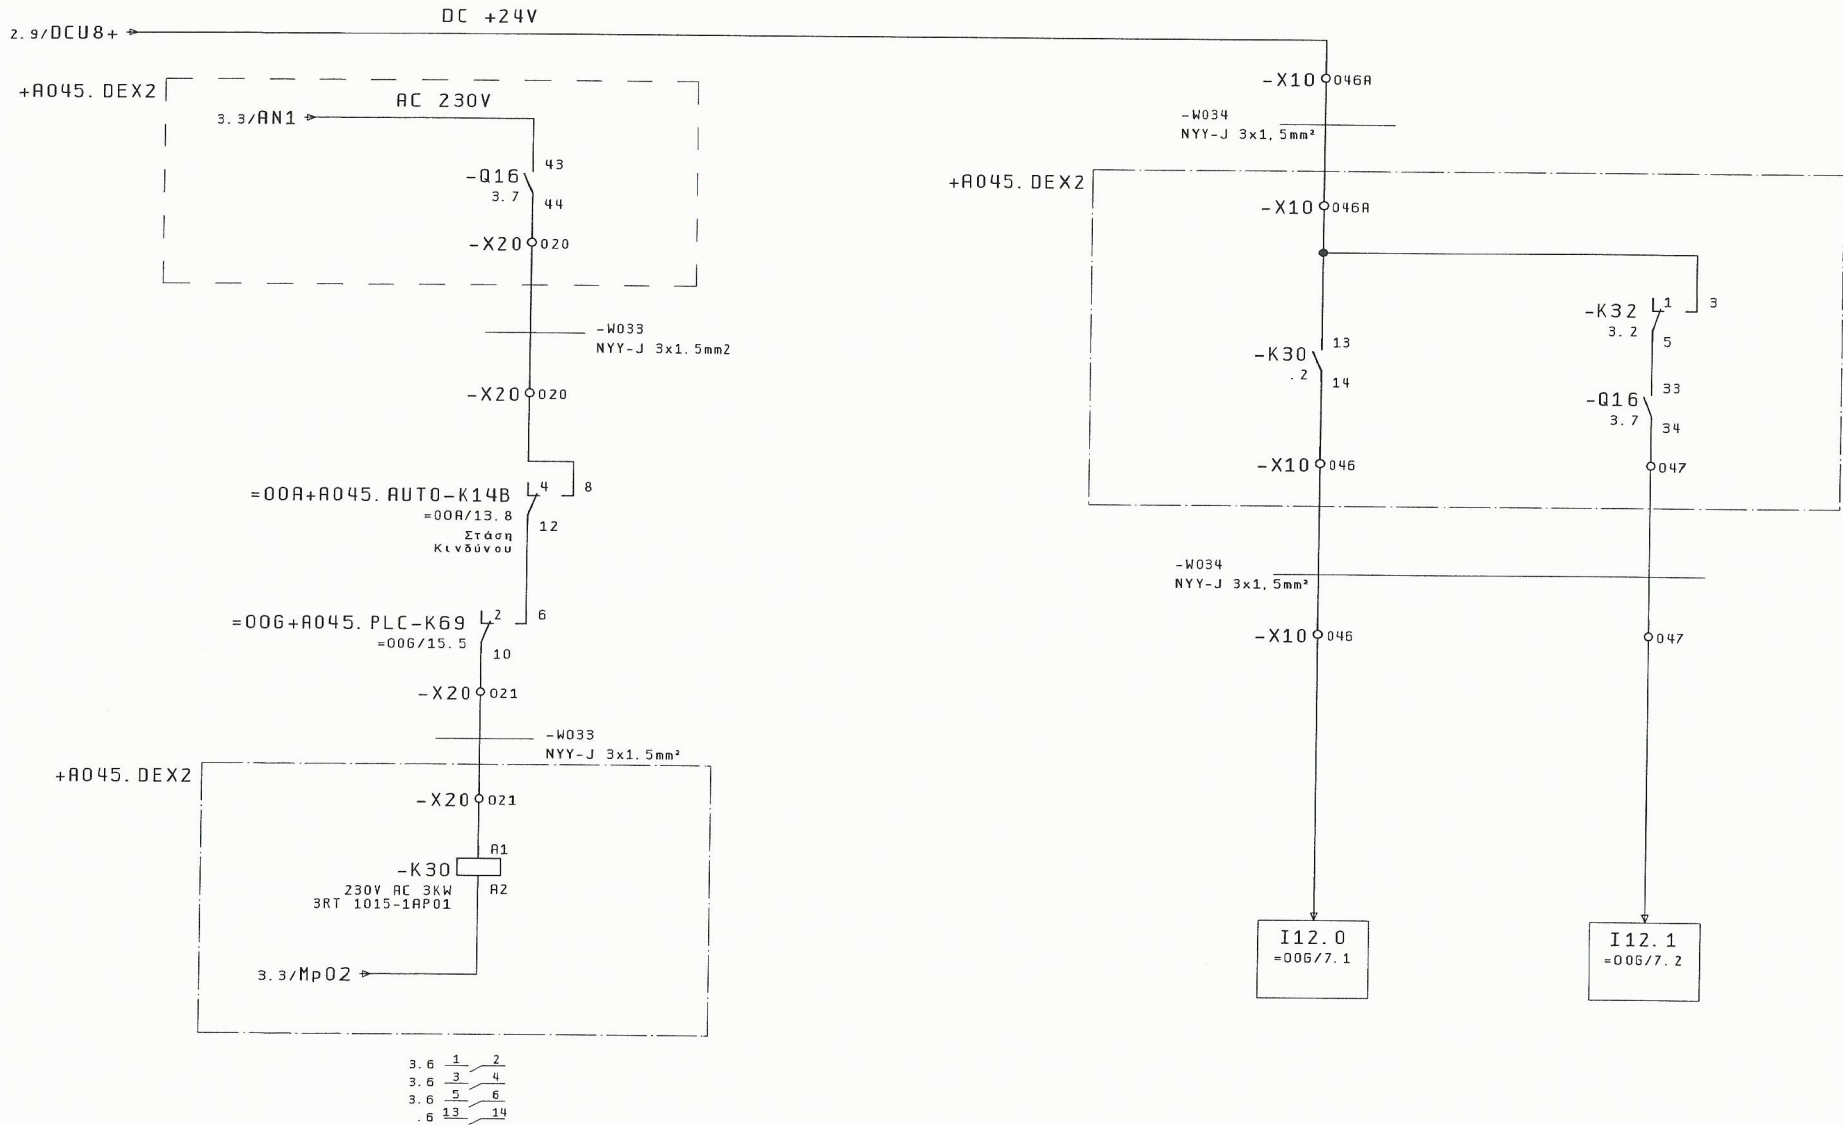 DC +24V
2.9/DCU8+
+A045.DEX2
AC 230V
3.3/AN1
43
-Q16
3.7
44
-X20 020
-W033
NYY-J 3x1.5mm2
-X20 020
=00A+A045.AUTO-K14B
4
8
=00A/13.8
12
Στάση
Κινδύνου
=00G+A045.PLC-K69
2
6
=00G/15.5
10
-X20 021
-W033
NYY-J 3x1.5mm²
+A045.DEX2
-X20 021
A1
-K30
230V AC 3KW
A2
3RT 1015-1AP01
3.3/Mp02
3.6 1 2
3.6 3 4
3.6 5 6
.6 13 14
-X10 046A
-W034
NYY-J 3x1,5mm²
+A045.DEX2
-X10 046A
13
-K30
.2
14
-K32
1
3
3.2
5
33
-Q16
3.7
34
-X10 046
047
-W034
NYY-J 3x1,5mm²
-X10 046
047
I12.0
=00G/7.1
I12.1
=00G/7.2